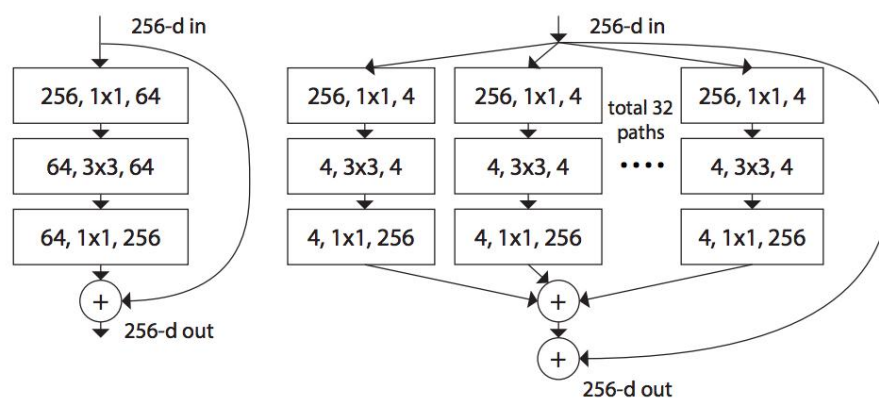 256-d in
256, 1x1, 64
64, 3x3, 64
64, 1x1, 256
+
256-d out
256-d in
256, 1x1, 4
256, 1x1, 4
total 32
paths
....
256, 1x1, 4
4, 3x3, 4
4, 3x3, 4
4, 3x3, 4
4, 1x1, 256
4, 1x1, 256
4, 1x1, 256
+
+
256-d out